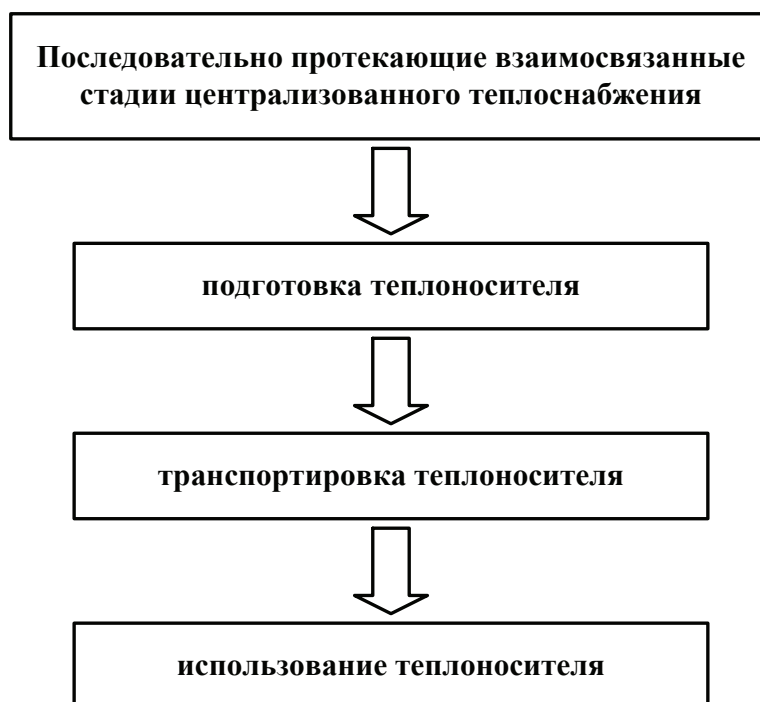 Последовательно протекающие взаимосвязанные
стадии централизованного теплоснабжения
подготовка теплоносителя
транспортировка теплоносителя
использование теплоносителя